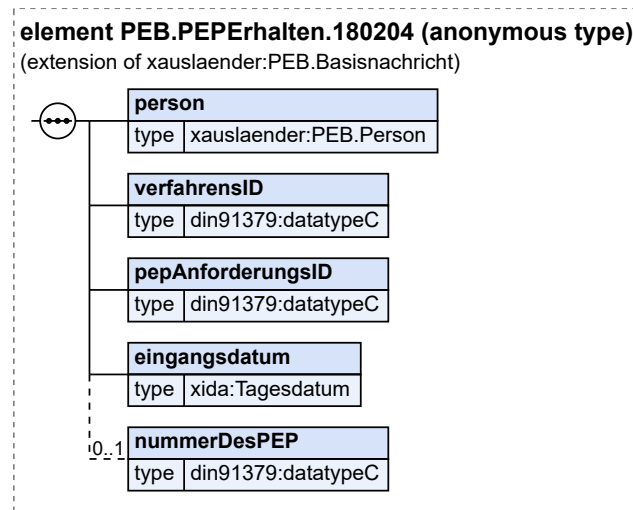 element PEB.PEPErhalten.180204 (anonymous type)
(extension of xauslaender:PEB.Basisnachricht)
person
type xauslaender:PEB.Person
verfahrensID
type din91379:datatypeC
pepAnforderungsID
type din91379:datatypeC
eingangsdatum
type xida:Tagesdatum
0..1 nummerDesPEP
type din91379:datatypeC